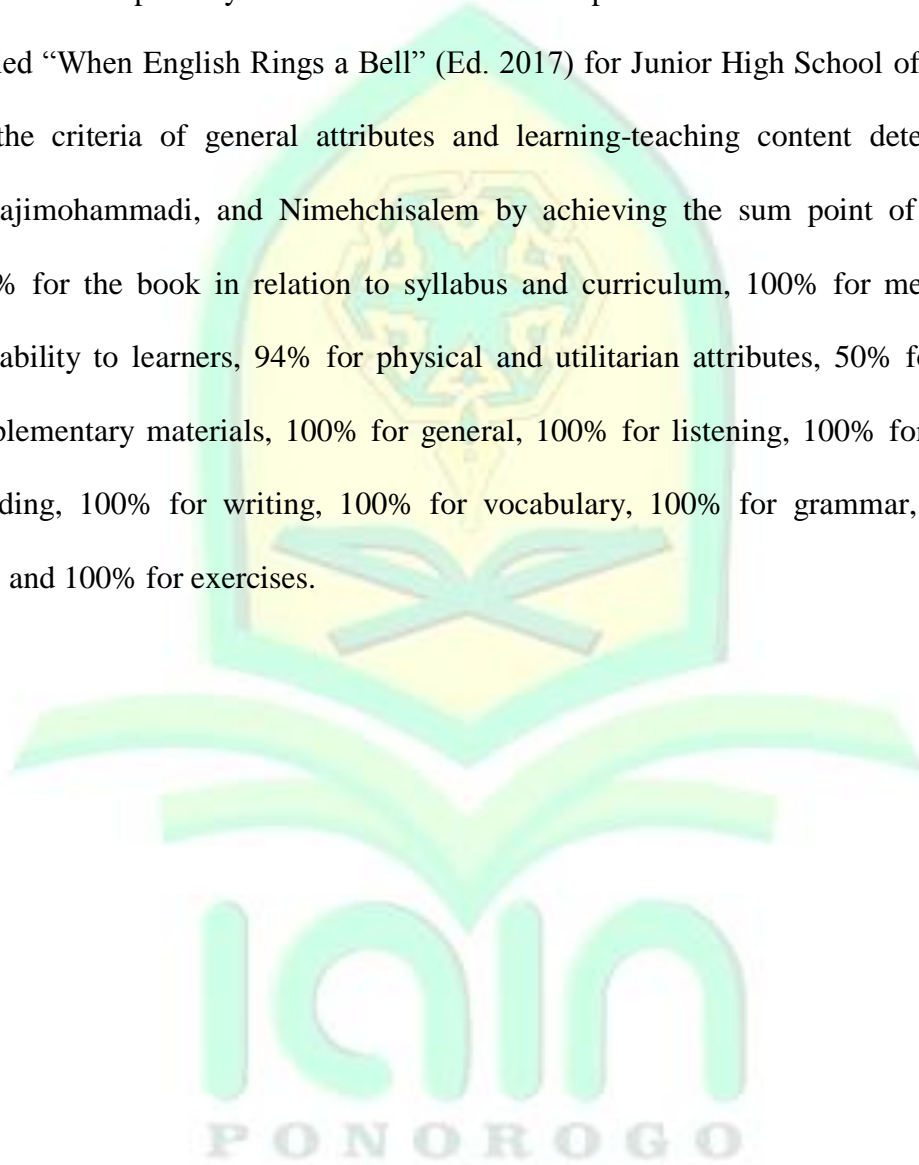 led “When English Rings a Bell” (Ed. 2017) for Junior High School of
the criteria of general attributes and learning-teaching content dete
ajimohammadi, and Nimehchisalem by achieving the sum point of
% for the book in relation to syllabus and curriculum, 100% for me
ability to learners, 94% for physical and utilitarian attributes, 50% fo
plementary materials, 100% for general, 100% for listening, 100% for
ding, 100% for writing, 100% for vocabulary, 100% for grammar,
and 100% for exercises.
iain
PONOROGO